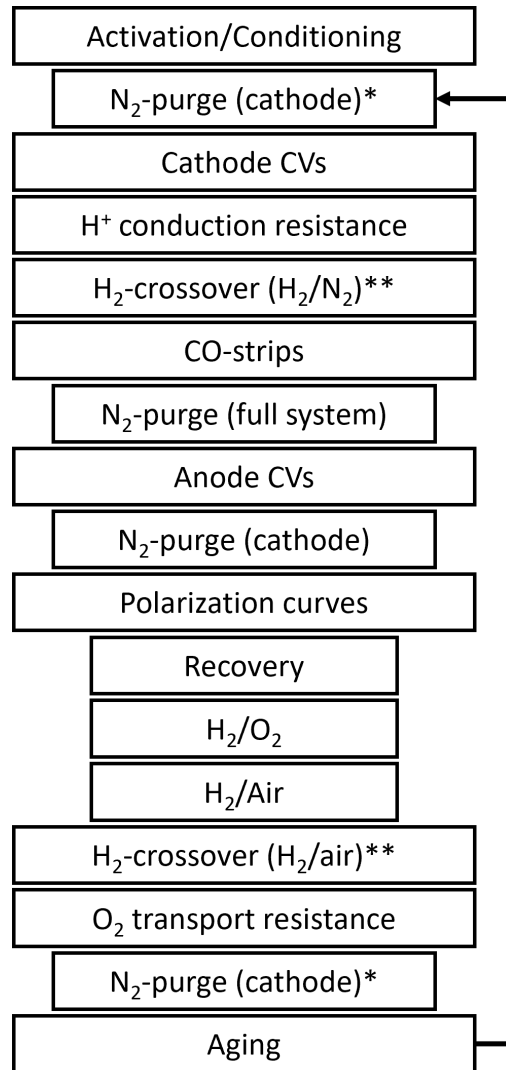 Activation/Conditioning
N₂-purge (cathode)*
Cathode CVs
H⁺ conduction resistance
H₂-crossover (H₂/N₂)**
CO-strips
N₂-purge (full system)
Anode CVs
N₂-purge (cathode)
Polarization curves
Recovery
H₂/O₂
H₂/Air
H₂-crossover (H₂/air)**
O₂ transport resistance
N₂-purge (cathode)*
Aging